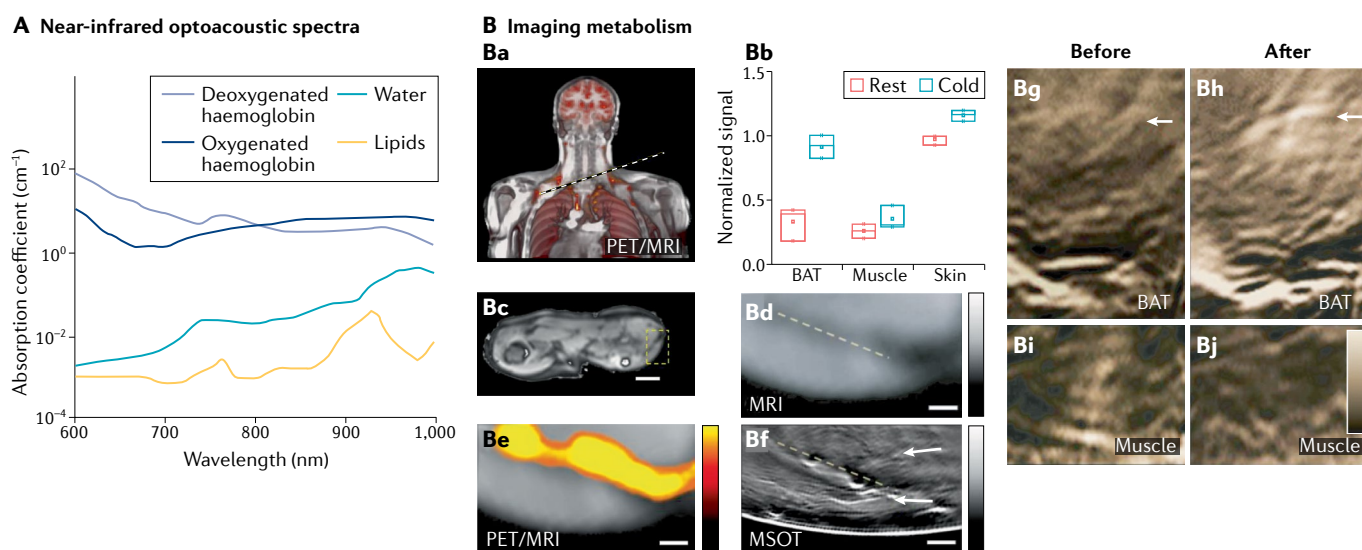 A Near-infrared optoacoustic spectra
Deoxygenated
haemoglobin
Oxygenated
haemoglobin
Water
Lipids
Absorption coefficient (cm⁻¹)
10²
10⁰
10⁻²
10⁻⁴
600
700
800
900
1,000
Wavelength (nm)
B Imaging metabolism
Ba
PET/MRI
Bb
Normalized signal
1.5
1.0
0.5
0.0
Rest
Cold
BAT
Muscle
Skin
Bc
Bd
MRI
Be
PET/MRI
Bf
MSOT
Before
After
Bg
BAT
Bh
BAT
Bi
Muscle
Bj
Muscle